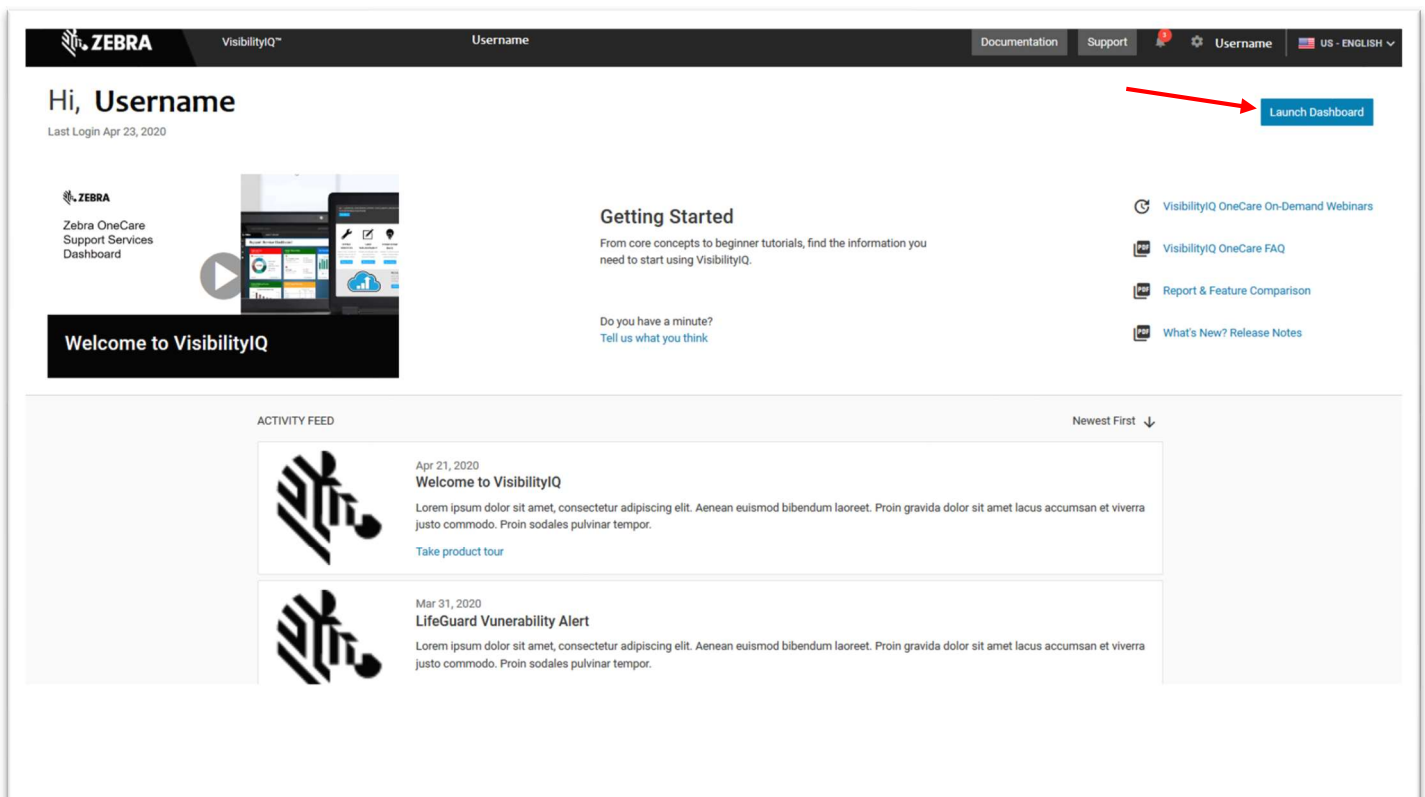 ZEBRA
VisibilityIQ™
Username
Documentation
Support
3
Username
US - ENGLISH
Hi, Username
Last Login Apr 23, 2020
Launch Dashboard
ZEBRA
Zebra OneCare
Support Services
Dashboard
Welcome to VisibilityIQ
Getting Started
From core concepts to beginner tutorials, find the information you
need to start using VisibilityIQ.
Do you have a minute?
Tell us what you think
VisibilityIQ OneCare On-Demand Webinars
PDF
VisibilityIQ OneCare FAQ
PDF
Report & Feature Comparison
PDF
What's New? Release Notes
ACTIVITY FEED
Newest First
Apr 21, 2020
Welcome to VisibilityIQ
Lorem ipsum dolor sit amet, consectetur adipiscing elit. Aenean euismod bibendum laoreet. Proin gravida dolor sit amet lacus accumsan et viverra
justo commodo. Proin sodales pulvinar tempor.
Take product tour
Mar 31, 2020
LifeGuard Vunerability Alert
Lorem ipsum dolor sit amet, consectetur adipiscing elit. Aenean euismod bibendum laoreet. Proin gravida dolor sit amet lacus accumsan et viverra
justo commodo. Proin sodales pulvinar tempor.